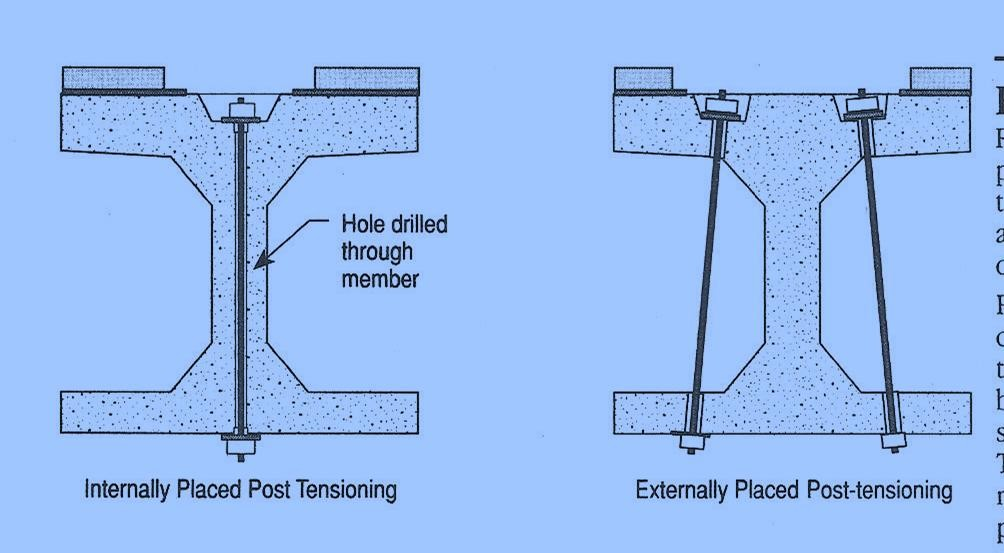 Hole drilled
through
member
Internally Placed Post Tensioning
Externally Placed Post-tensioning